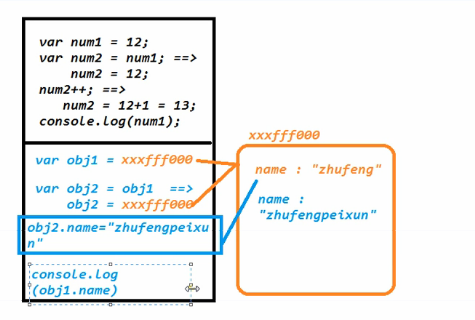 var num1 = 12;
var num2 = num1; ==>
num2 = 12;
num2++; ==>
num2 = 12+1 = 13;
console.log(num1);
var obj1 = xxxfff000
var obj2 = obj1 ==>
obj2 = xxxfff000
obj2.name="zhufengpeixu
n"
console.log
(obj1.name)
xxxfff000
name : "zhufeng"
name :
"zhufengpeixun"